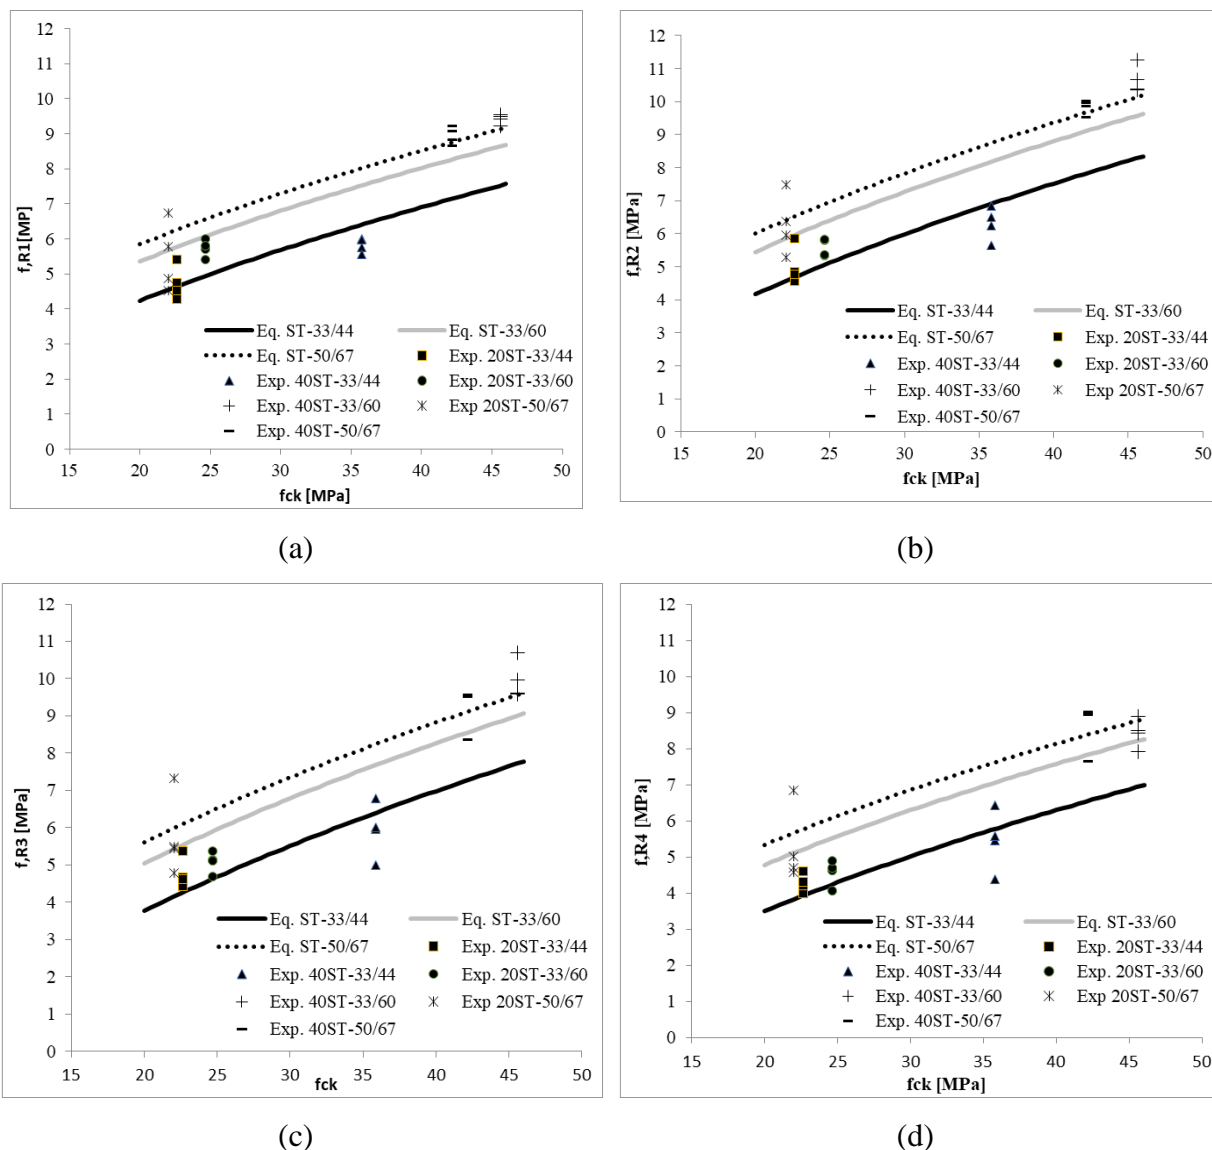 12
11
10
9
8
7
6
5
4
3
2
1
0
f,R1[MP]
Eq. ST-33/44 Eq. ST-33/60
Eq. ST-50/67 Exp. 20ST-33/44
Exp. 40ST-33/44 Exp. 20ST-33/60
Exp. 40ST-33/60 Exp 20ST-50/67
Exp. 40ST-50/67
15 20 25 30 35 40 45 50
fck [MPa]
(a)
12
11
10
9
8
7
6
5
4
3
2
1
0
f,R2 [MPa]
Eq. ST-33/44 Eq. ST-33/60
Eq. ST-50/67 Exp. 20ST-33/44
Exp. 40ST-33/44 Exp. 20ST-33/60
Exp. 40ST-33/60 Exp 20ST-50/67
Exp. 40ST-50/67
15 20 25 30 35 40 45 50
fck [MPa]
(b)
12
11
10
9
8
7
6
5
4
3
2
1
0
f,R3 [MPa]
Eq. ST-33/44 Eq. ST-33/60
Eq. ST-50/67 Exp. 20ST-33/44
Exp. 40ST-33/44 Exp. 20ST-33/60
Exp. 40ST-33/60 Exp 20ST-50/67
Exp. 40ST-50/67
15 20 25 30 35 40 45 50
fck
(c)
12
11
10
9
8
7
6
5
4
3
2
1
0
f,R4 [MPa]
Eq. ST-33/44 Eq. ST-33/60
Eq. ST-50/67 Exp. 20ST-33/44
Exp. 40ST-33/44 Exp. 20ST-33/60
Exp. 40ST-33/60 Exp 20ST-50/67
Exp. 40ST-50/67
15 20 25 30 35 40 45 50
fck [MPa]
(d)